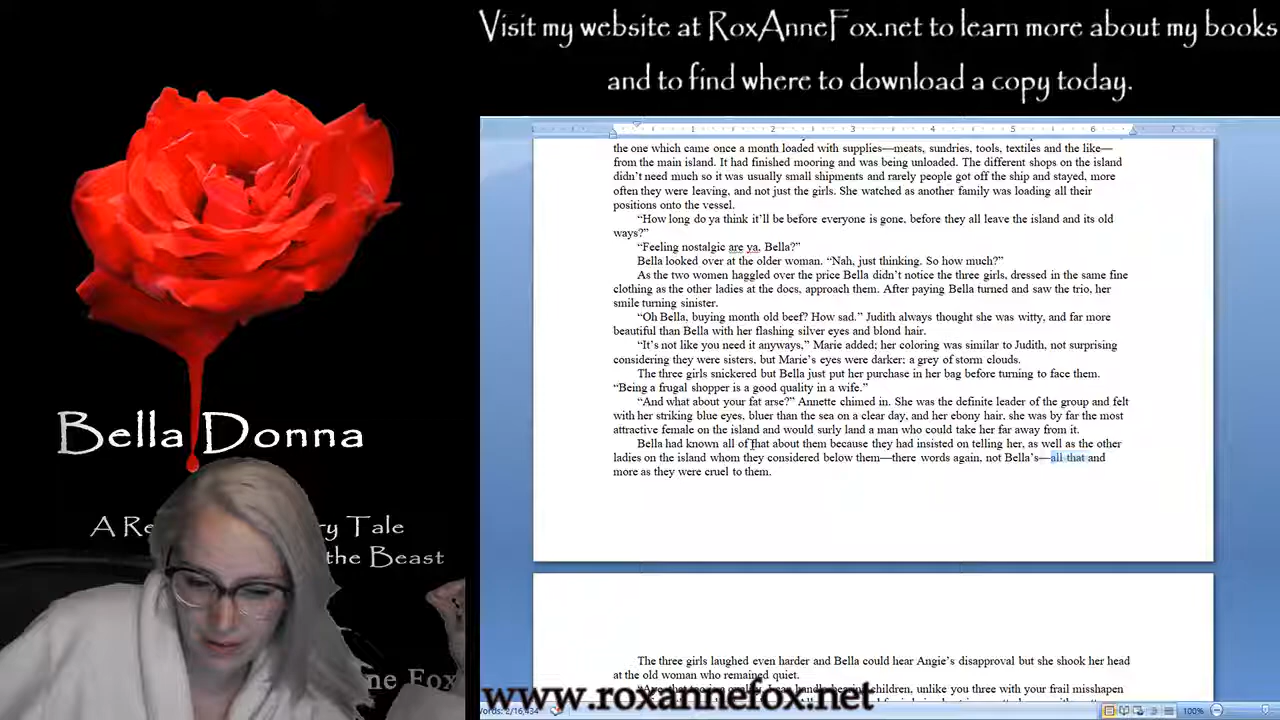 Visit my website at RoxAnneFox.net to learn more about my books
and to find where to download a copy today.
the one which came once a month loaded with supplies—meats, sundries, tools, textiles and the like—
from the main island. It had finished mooring and was being unloaded. The different shops on the island
didn't need much so it was usually small shipments and rarely people got off the ship and stayed, more
often they were leaving, and not just the girls. She watched as another family was loading all their
positions onto the vessel.
“How long do ya think it'll be before everyone is gone, before they all leave the island and its old
ways?”
“Feeling nostalgic are ya, Bella?”
Bella looked over at the older woman. “Nah, just thinking. So how much?”
As the two women haggled over the price Bella didn't notice the three girls, dressed in the same fine
clothing as the other ladies at the docs, approach them. After paying Bella turned and saw the trio, her
smile turning sinister.
“Oh Bella, buying month old beef? How sad.” Judith always thought she was witty, and far more
beautiful than Bella with her flashing silver eyes and blond hair.
“It's not like you need it anyways,” Marie added; her coloring was similar to Judith, not surprising
considering they were sisters, but Marie's eyes were darker; a grey of storm clouds.
The three girls snickered but Bella just put her purchase in her bag before turning to face them.
“Being a frugal shopper is a good quality in a wife.”
“And what about your fat arse?” Annette chimed in. She was the definite leader of the group and felt
with her striking blue eyes, bluer than the sea on a clear day, and her ebony hair, she was by far the most
attractive female on the island and would surly land a man who could take her far away from it.
Bella had known all of that about them because they had insisted on telling her, as well as the other
ladies on the island whom they considered below them—there words again, not Bella's—all that and
more as they were cruel to them.
The three girls laughed even harder and Bella could hear Angie's disapproval but she shook her head
at the old woman who remained quiet.
children, unlike you three with your frail misshapen
Bella Donna
A Re ry Tale
the Beast
ne Fox
www.roxannefox.net
100%